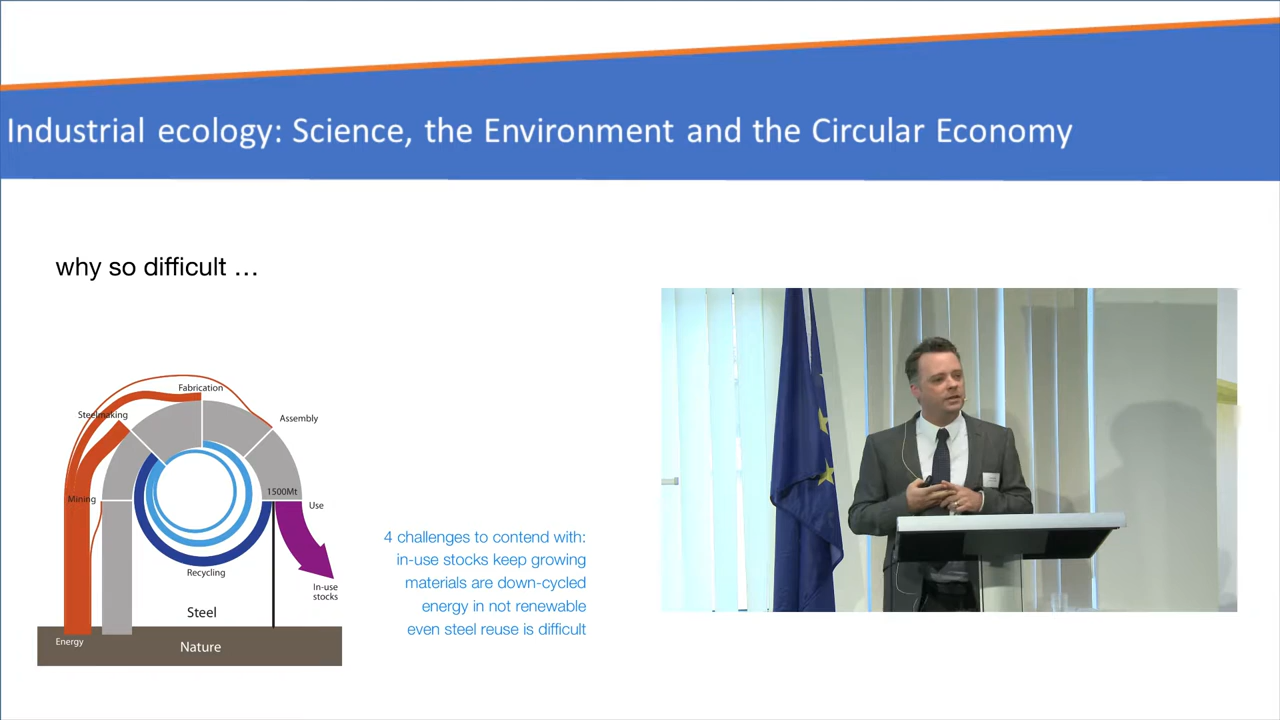 Industrial ecology: Science, the Environment and the Circular Economy
why so difficult …
Fabrication
Steelmaking
Assembly
Mining
1500Mt
Use
Recycling
In-use
stocks
Steel
Energy
Nature
4 challenges to contend with:
in-use stocks keep growing
materials are down-cycled
energy in not renewable
even steel reuse is difficult